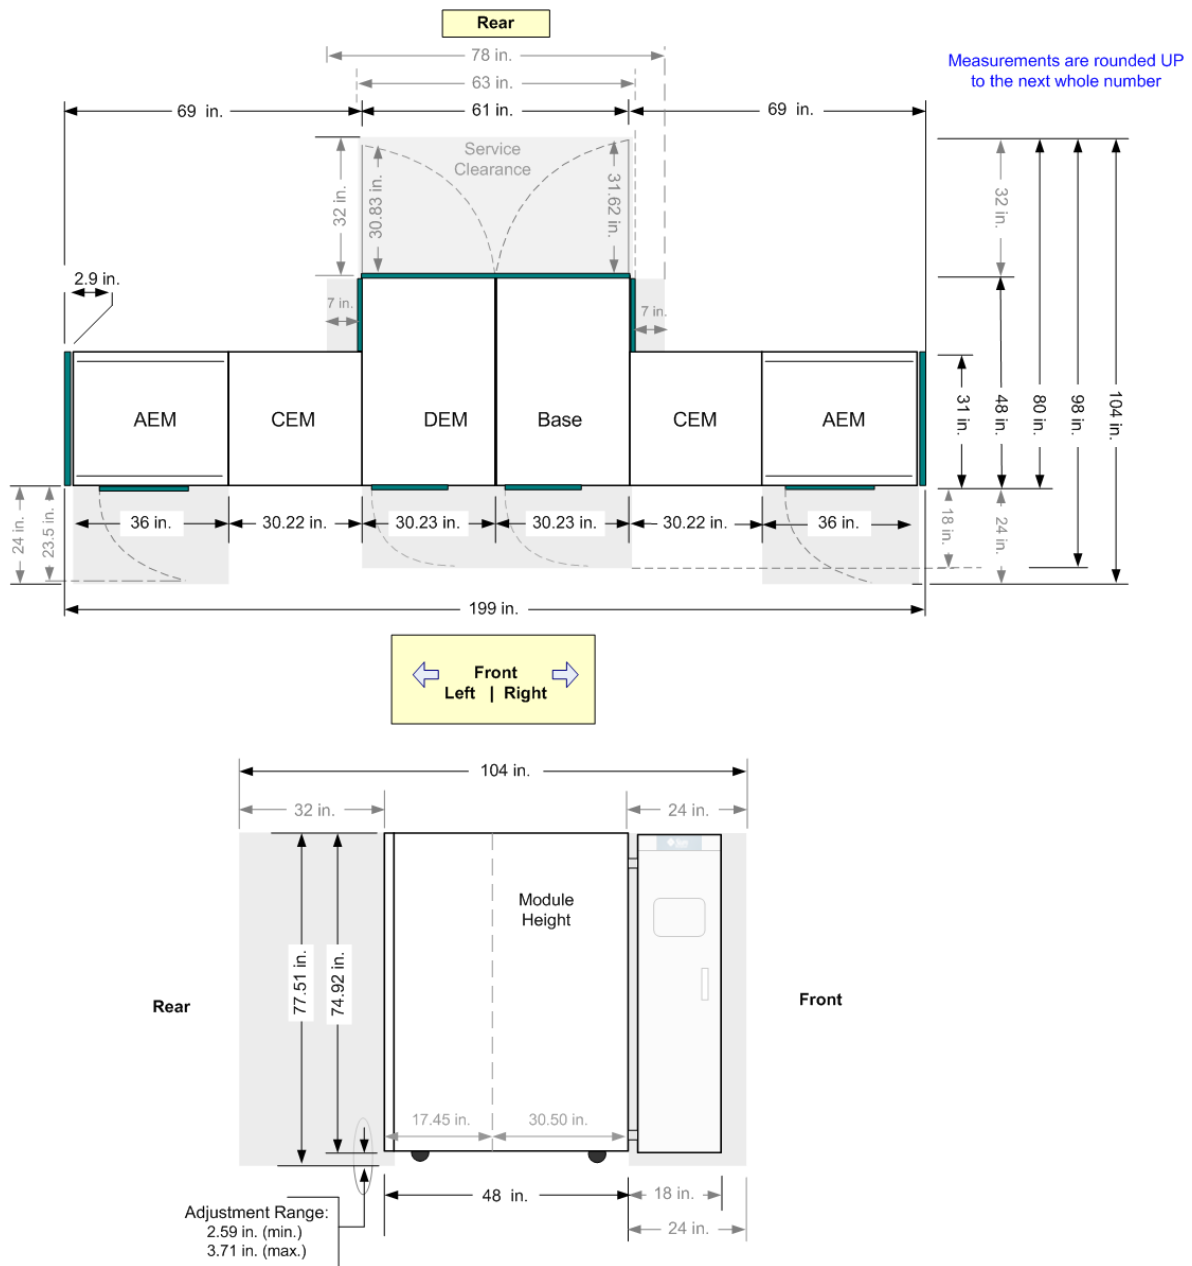 Rear
78 in.
Measurements are rounded UP
to the next whole number
63 in.
69 in.
61 in.
69 in.
Service
Clearance
32 in.
30.83 in.
31.62 in.
32 in.
2.9 in.
7 in.
7 in.
AEM
CEM
DEM
Base
CEM
AEM
31 in.
48 in.
80 in.
98 in.
104 in.
24 in.
23.5 in.
36 in.
30.22 in.
30.23 in.
30.23 in.
30.22 in.
36 in.
18 in.
24 in.
199 in.
Front
Left | Right
104 in.
32 in.
24 in.
Module
Height
77.51 in.
74.92 in.
Rear
Front
17.45 in.
30.50 in.
48 in.
18 in.
Adjustment Range:
2.59 in. (min.)
3.71 in. (max.)
24 in.